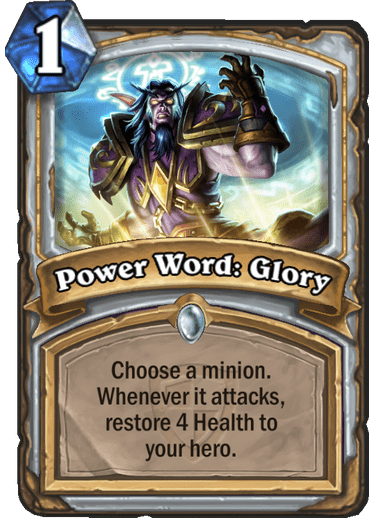 1
Power Word: Glory
Choose a minion.
Whenever it attacks,
restore 4 Health to
your hero.